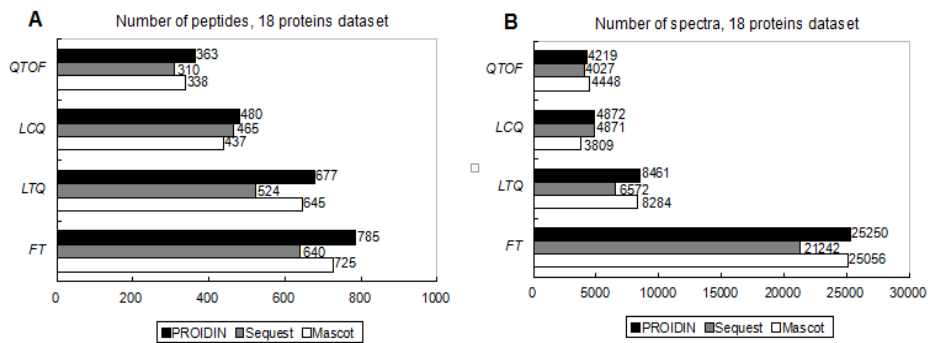 A
Number of peptides, 18 proteins dataset
QTOF
363
310
338
LCQ
480
465
437
LTQ
677
524
645
FT
785
640
725
0 200 400 600 800 1000
PROIDIN Sequest Mascot
B
Number of spectra, 18 proteins dataset
QTOF
4219
4027
4448
LCQ
4872
4871
3809
LTQ
8461
6572
8284
FT
25250
21242
25056
0 5000 10000 15000 20000 25000 30000
PROIDIN Sequest Mascot